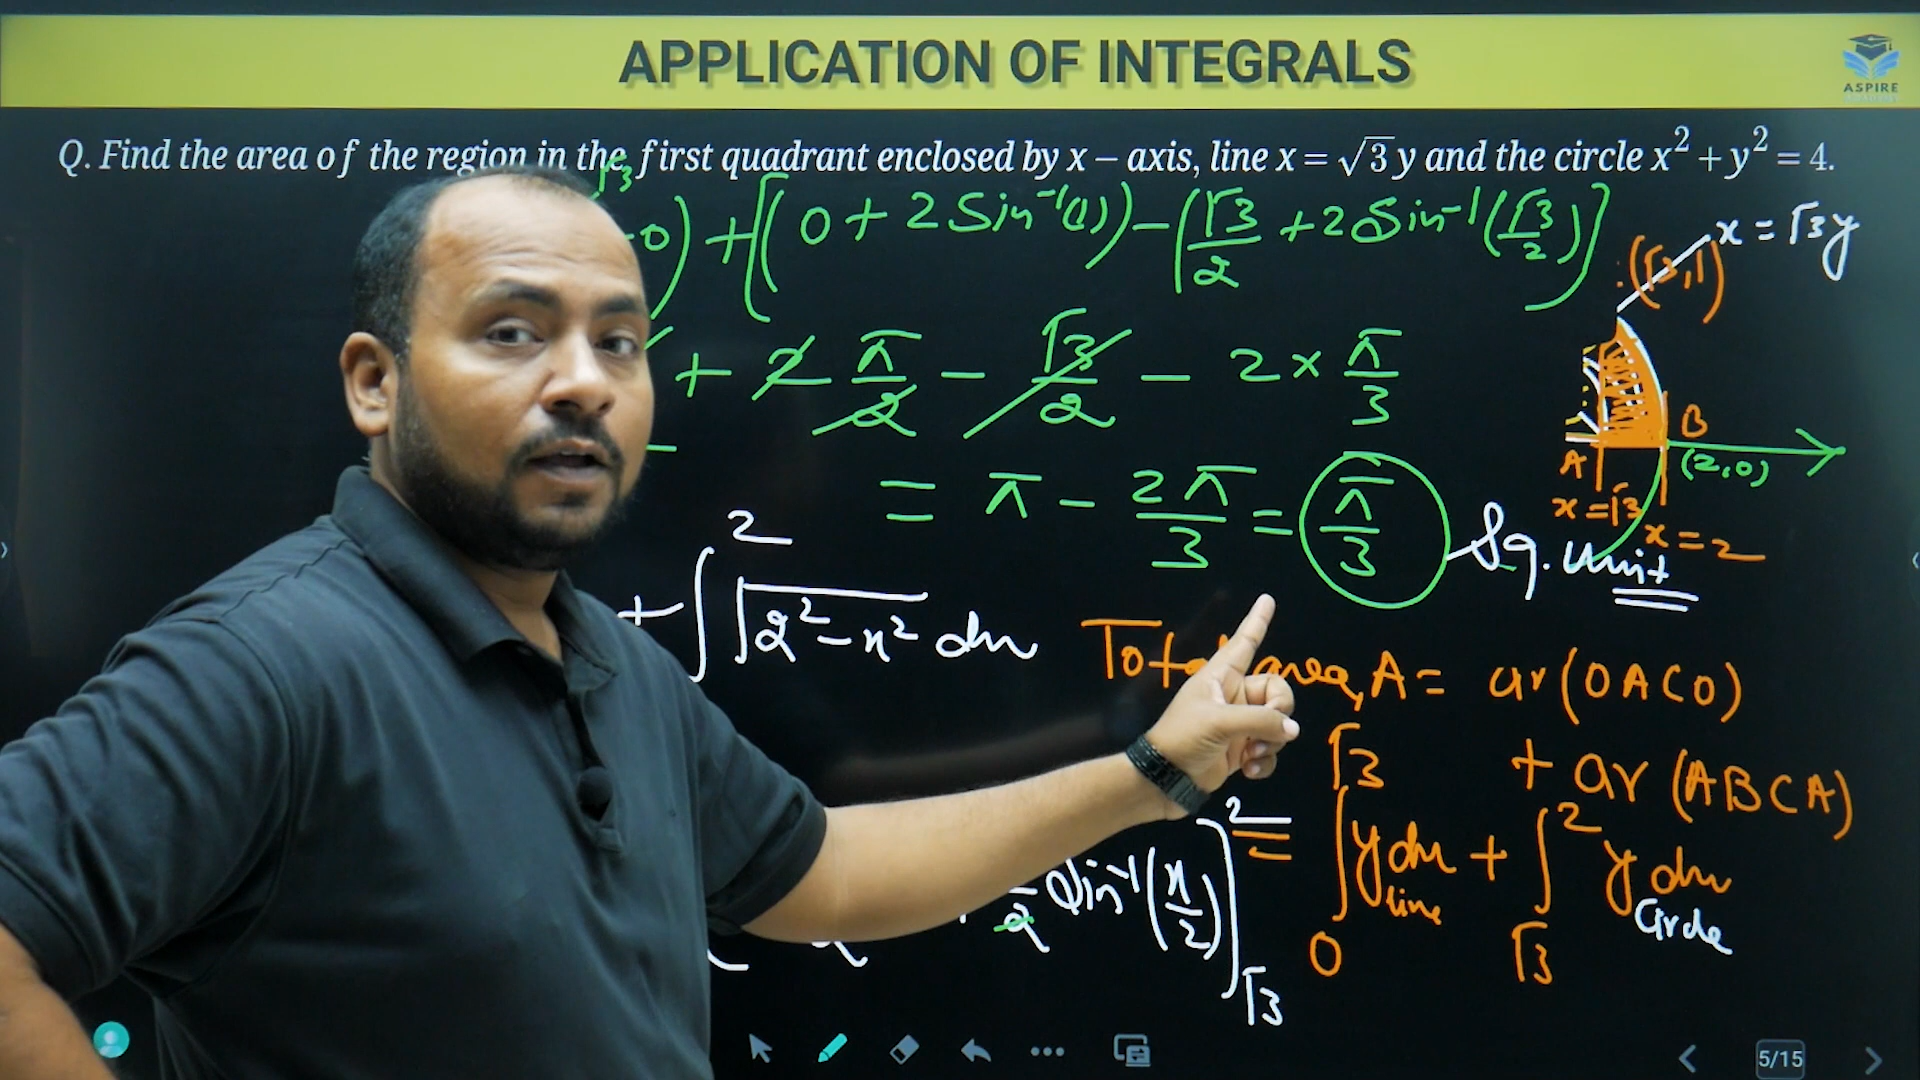 APPLICATION OF INTEGRALS
ASPIRE
Q. Find the area of the region in the first quadrant enclosed by x – axis, line x = √3 y and the circle x² + y² = 4.
√3
-0) + [(0 + 2 Sin⁻¹(1)) - (√3/2 + 2 Sin⁻¹(√3/2))]
x = √3y
(√3,1)
+ 2 π/2 - √3/2 - 2 × π/3
B
A
(2,0)
= π - 2π/3 = π/3 Sq. unit
x = √3
x = 2
+ ∫ 2 √(2² - x²) dx
Total area, A = ar(OACO)
+ ar (ABCA)
= ∫ 0 √3 y dx line + ∫ √3 2 y dx Circle
2 Sin⁻¹(x/2)] √3 2
5/15